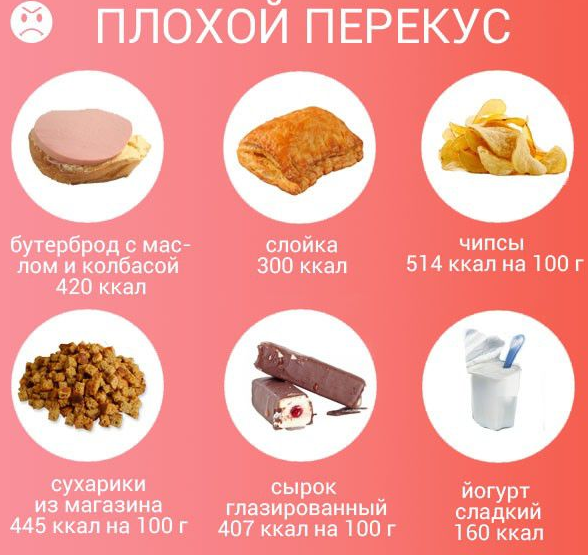 ПЛОХОЙ ПЕРЕКУС
бутерброд с мас-
лом и колбасой
420 ккал
слойка
300 ккал
чипсы
514 ккал на 100 г
сухарики
из магазина
445 ккал на 100 г
сырок
глазированный
407 ккал на 100 г
йогурт
сладкий
160 ккал